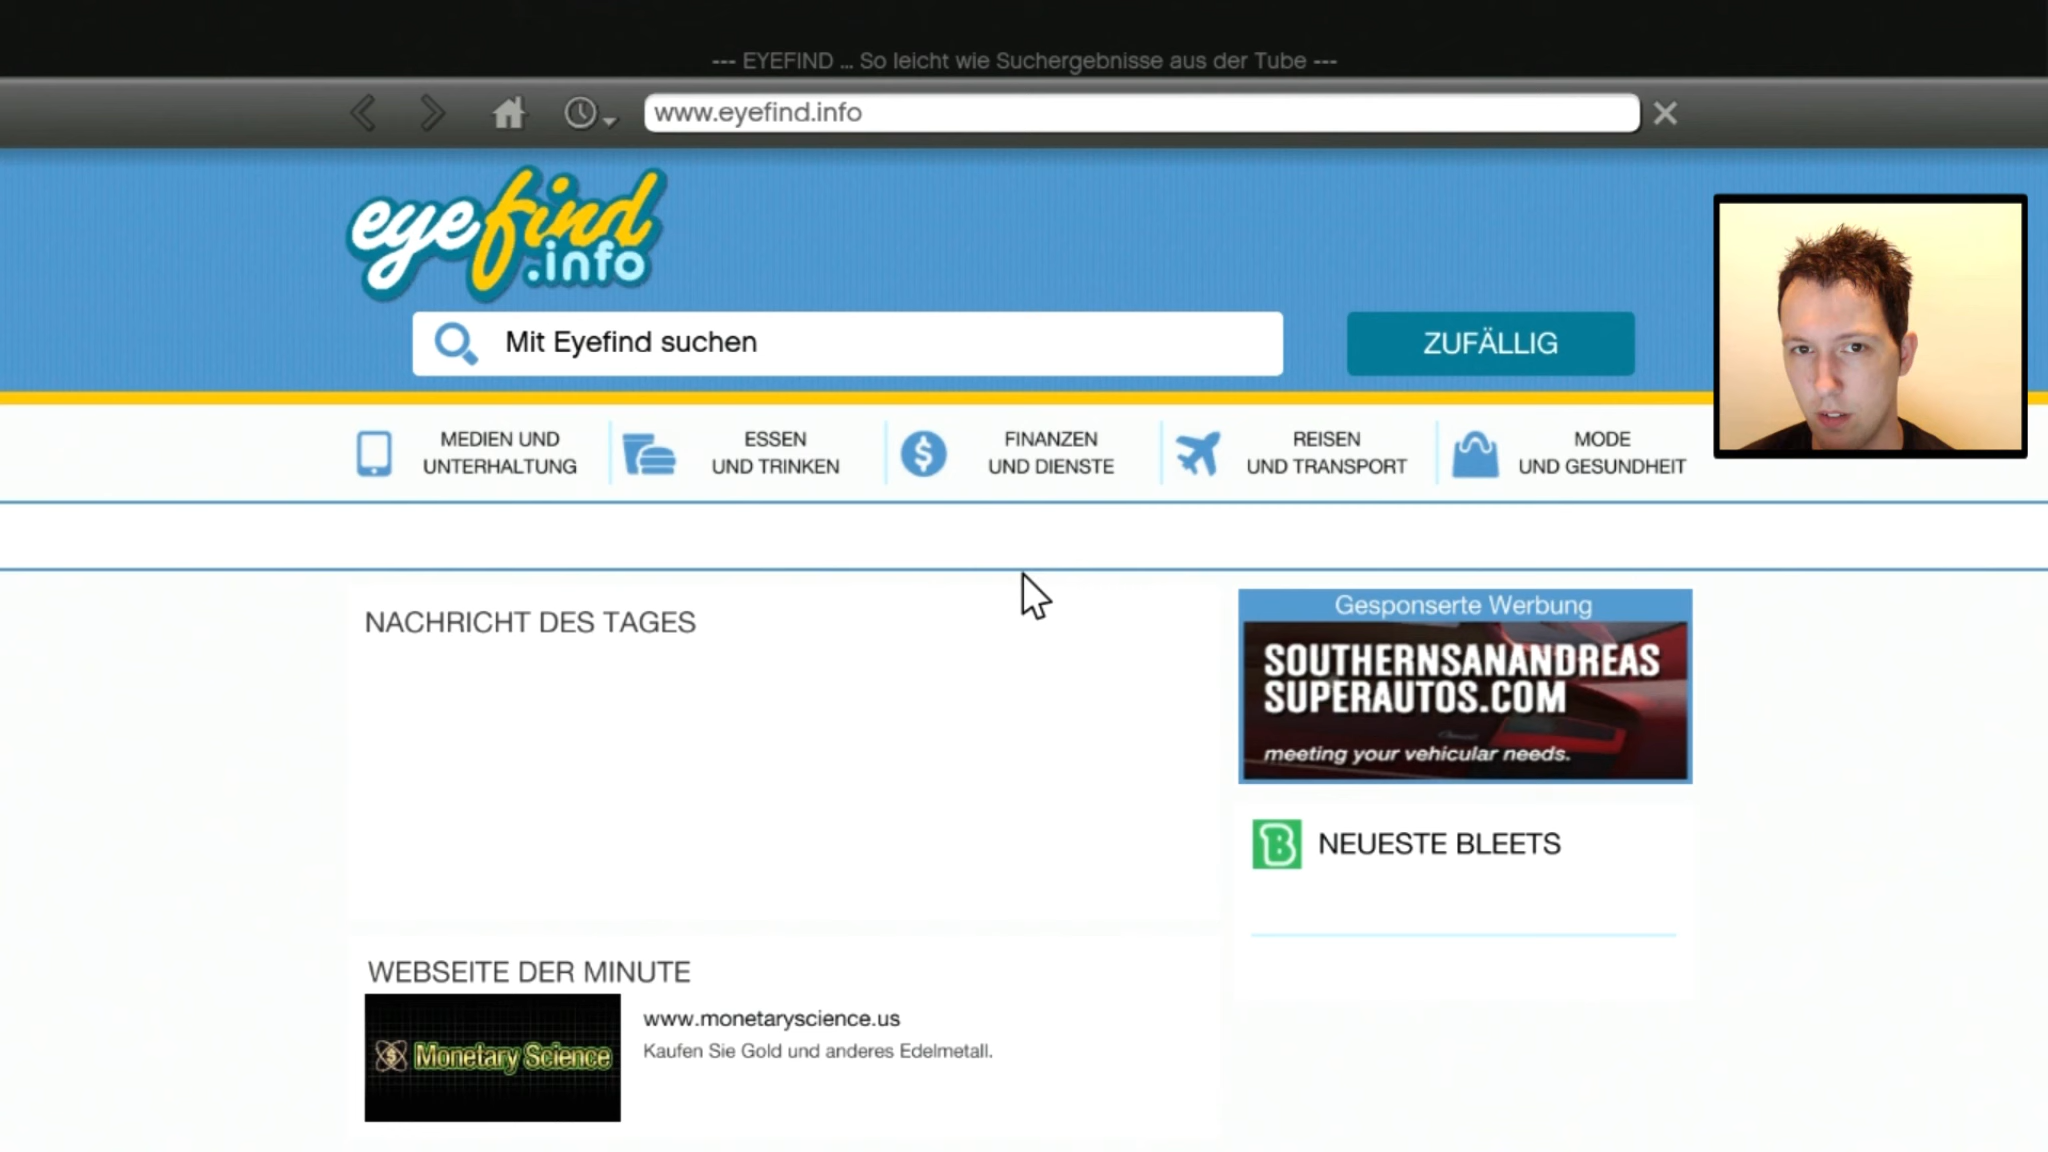 --- EYEFIND ... So leicht wie Suchergebnisse aus der Tube ---
www.eyefind.info
eyefind
.info
Mit Eyefind suchen
ZUFÄLLIG
MEDIEN UND
UNTERHALTUNG
ESSEN
UND TRINKEN
FINANZEN
UND DIENSTE
REISEN
UND TRANSPORT
MODE
UND GESUNDHEIT
NACHRICHT DES TAGES
Gesponserte Werbung
SOUTHERNSANANDREAS
SUPERAUTOS.COM
meeting your vehicular needs.
B NEUESTE BLEETS
WEBSEITE DER MINUTE
Monetary Science
www.monetaryscience.us
Kaufen Sie Gold und anderes Edelmetall.